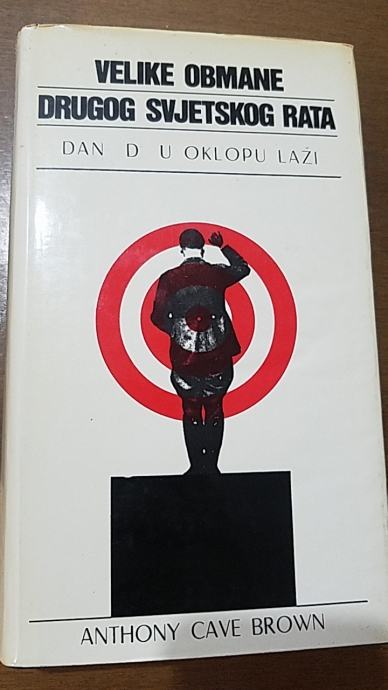 VELIKE OBMANE
DRUGOG SVJETSKOG RATA
DAN D U OKLOPU LAŽI
ANTHONY CAVE BROWN